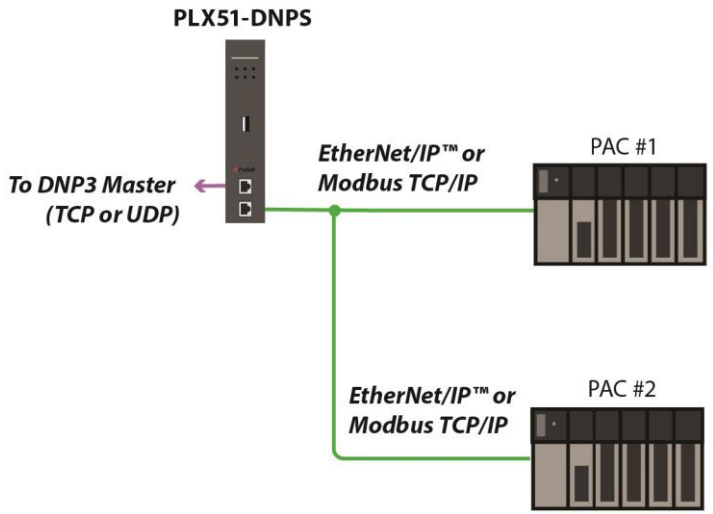 PLX51-DNPS
EtherNet/IP™ or
Modbus TCP/IP
PAC #1
To DNP3 Master
(TCP or UDP)
EtherNet/IP™ or
Modbus TCP/IP
PAC #2